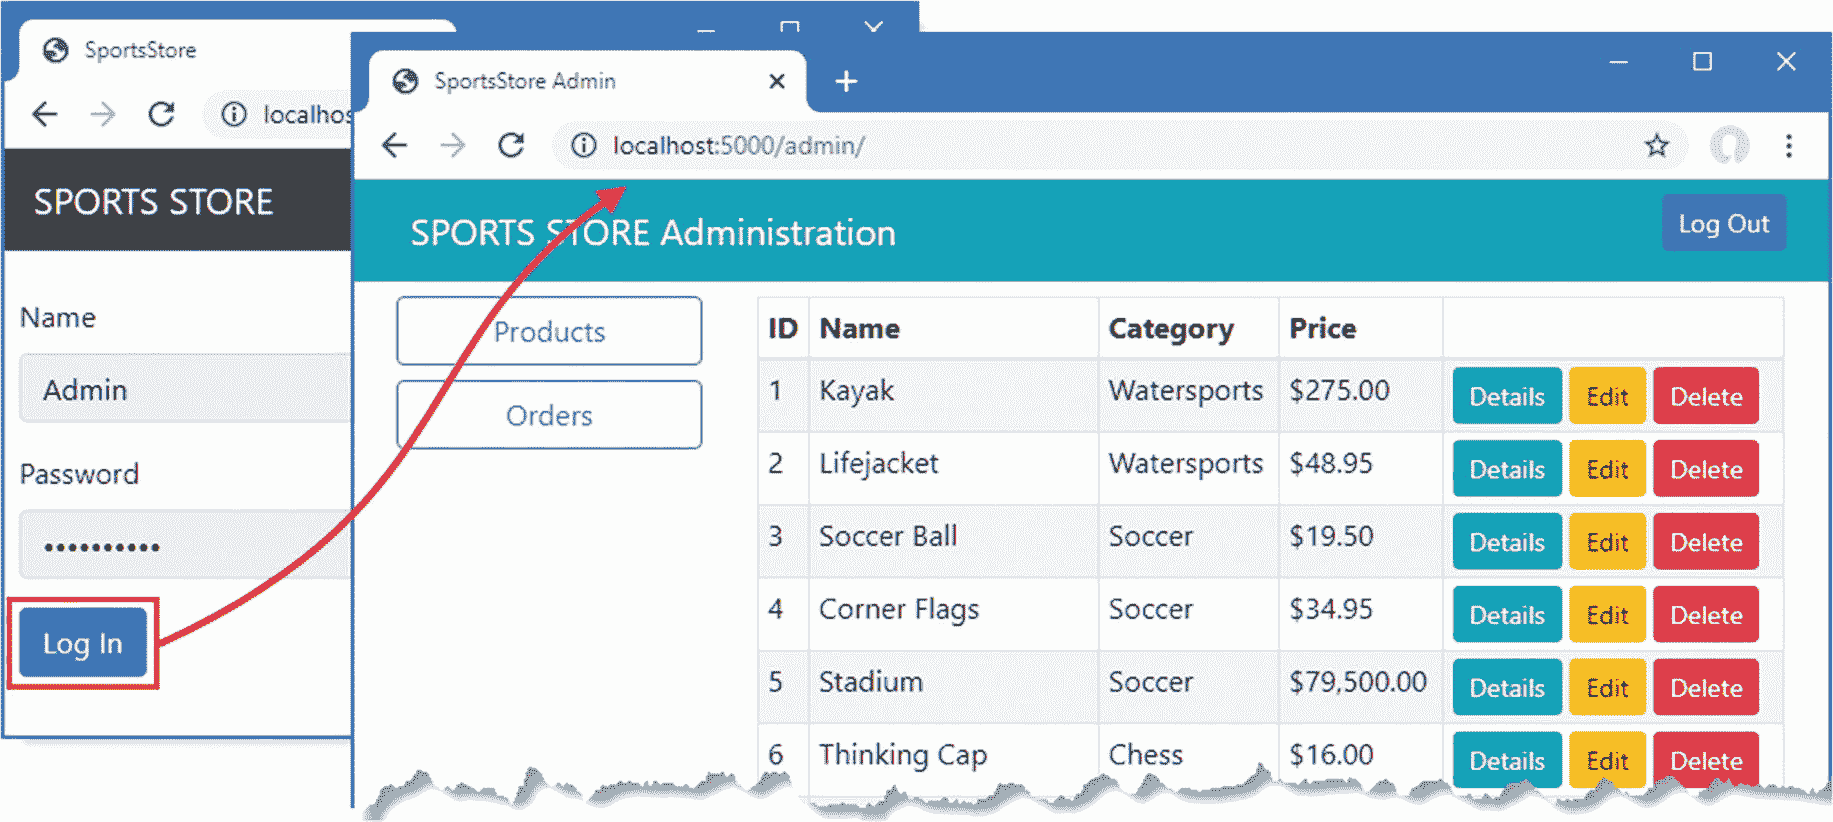 SportsStore
localhos
SPORTS STORE
Name
Admin
Password
••••••••••
Log In
SportsStore Admin
localhost:5000/admin/
SPORTS STORE Administration
Log Out
Products
Orders
ID Name Category Price
1 Kayak Watersports $275.00 Details Edit Delete
2 Lifejacket Watersports $48.95 Details Edit Delete
3 Soccer Ball Soccer $19.50 Details Edit Delete
4 Corner Flags Soccer $34.95 Details Edit Delete
5 Stadium Soccer $79,500.00 Details Edit Delete
6 Thinking Cap Chess $16.00 Details Edit Delete